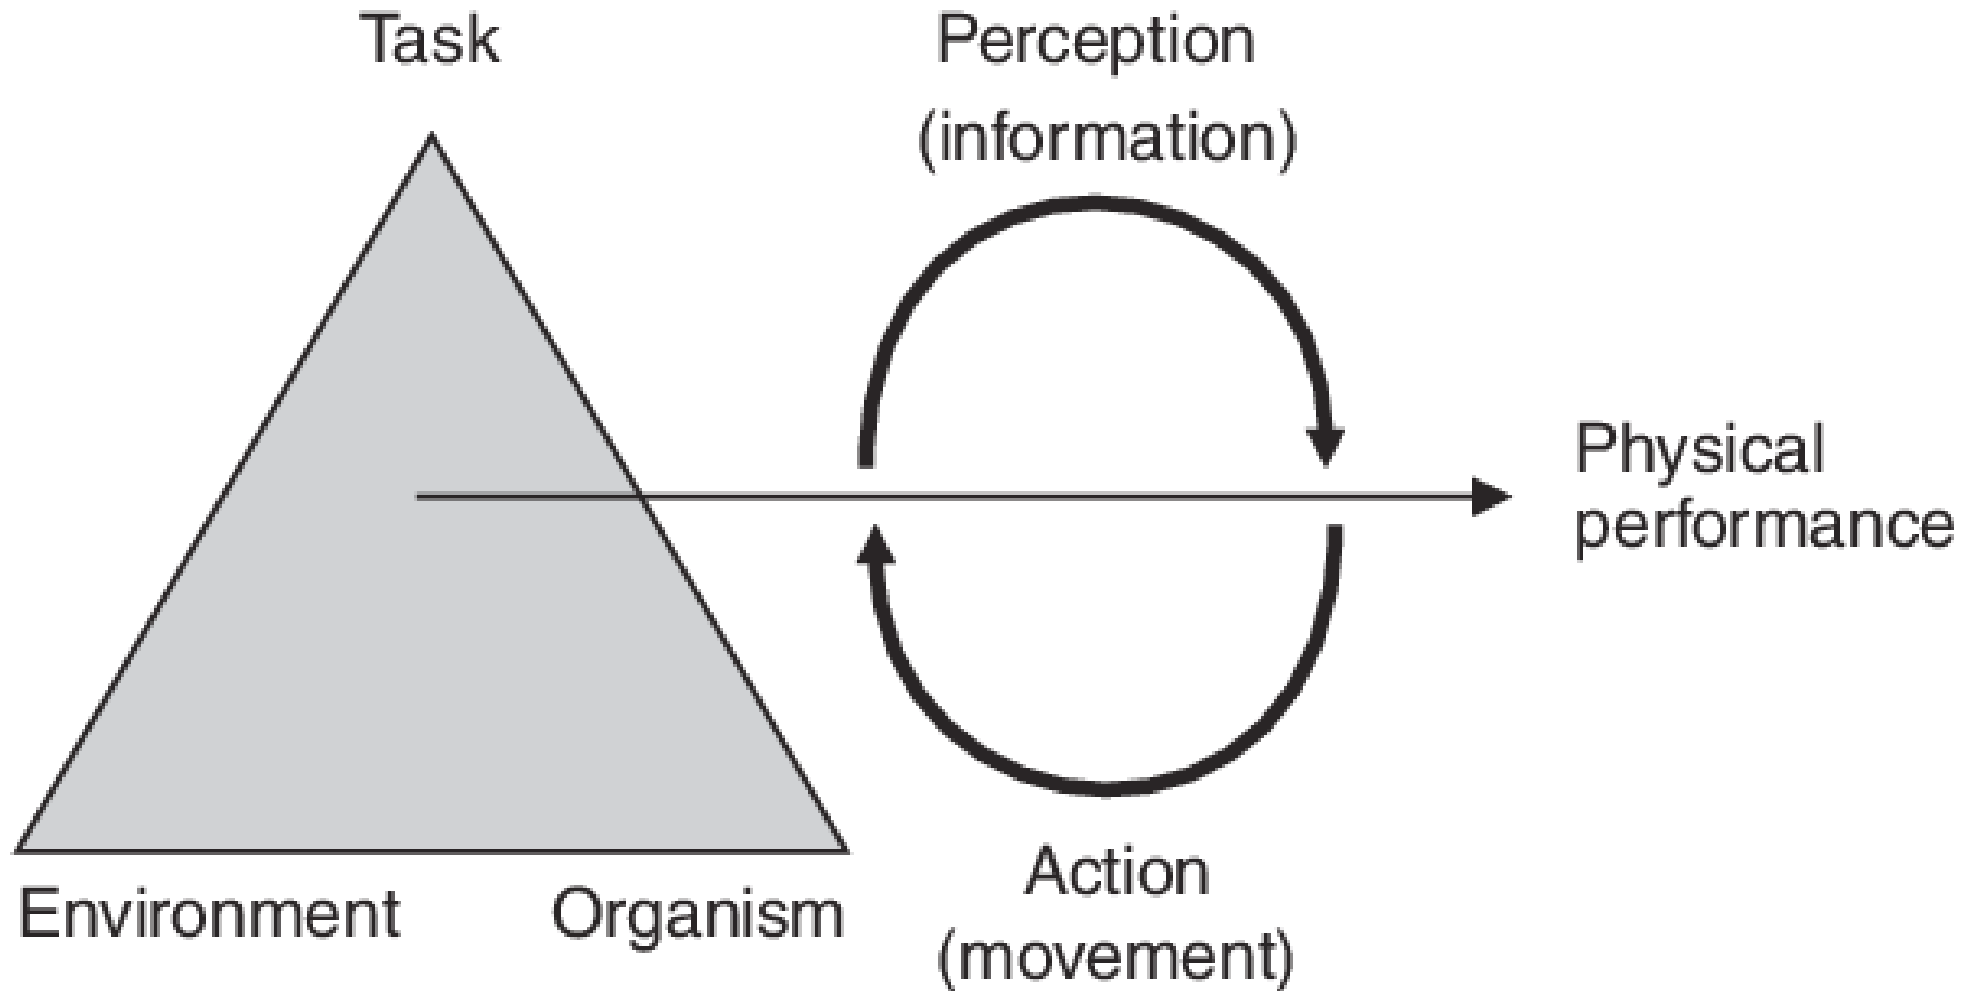 Task
Perception
(information)
Physical
performance
Environment
Organism
Action
(movement)